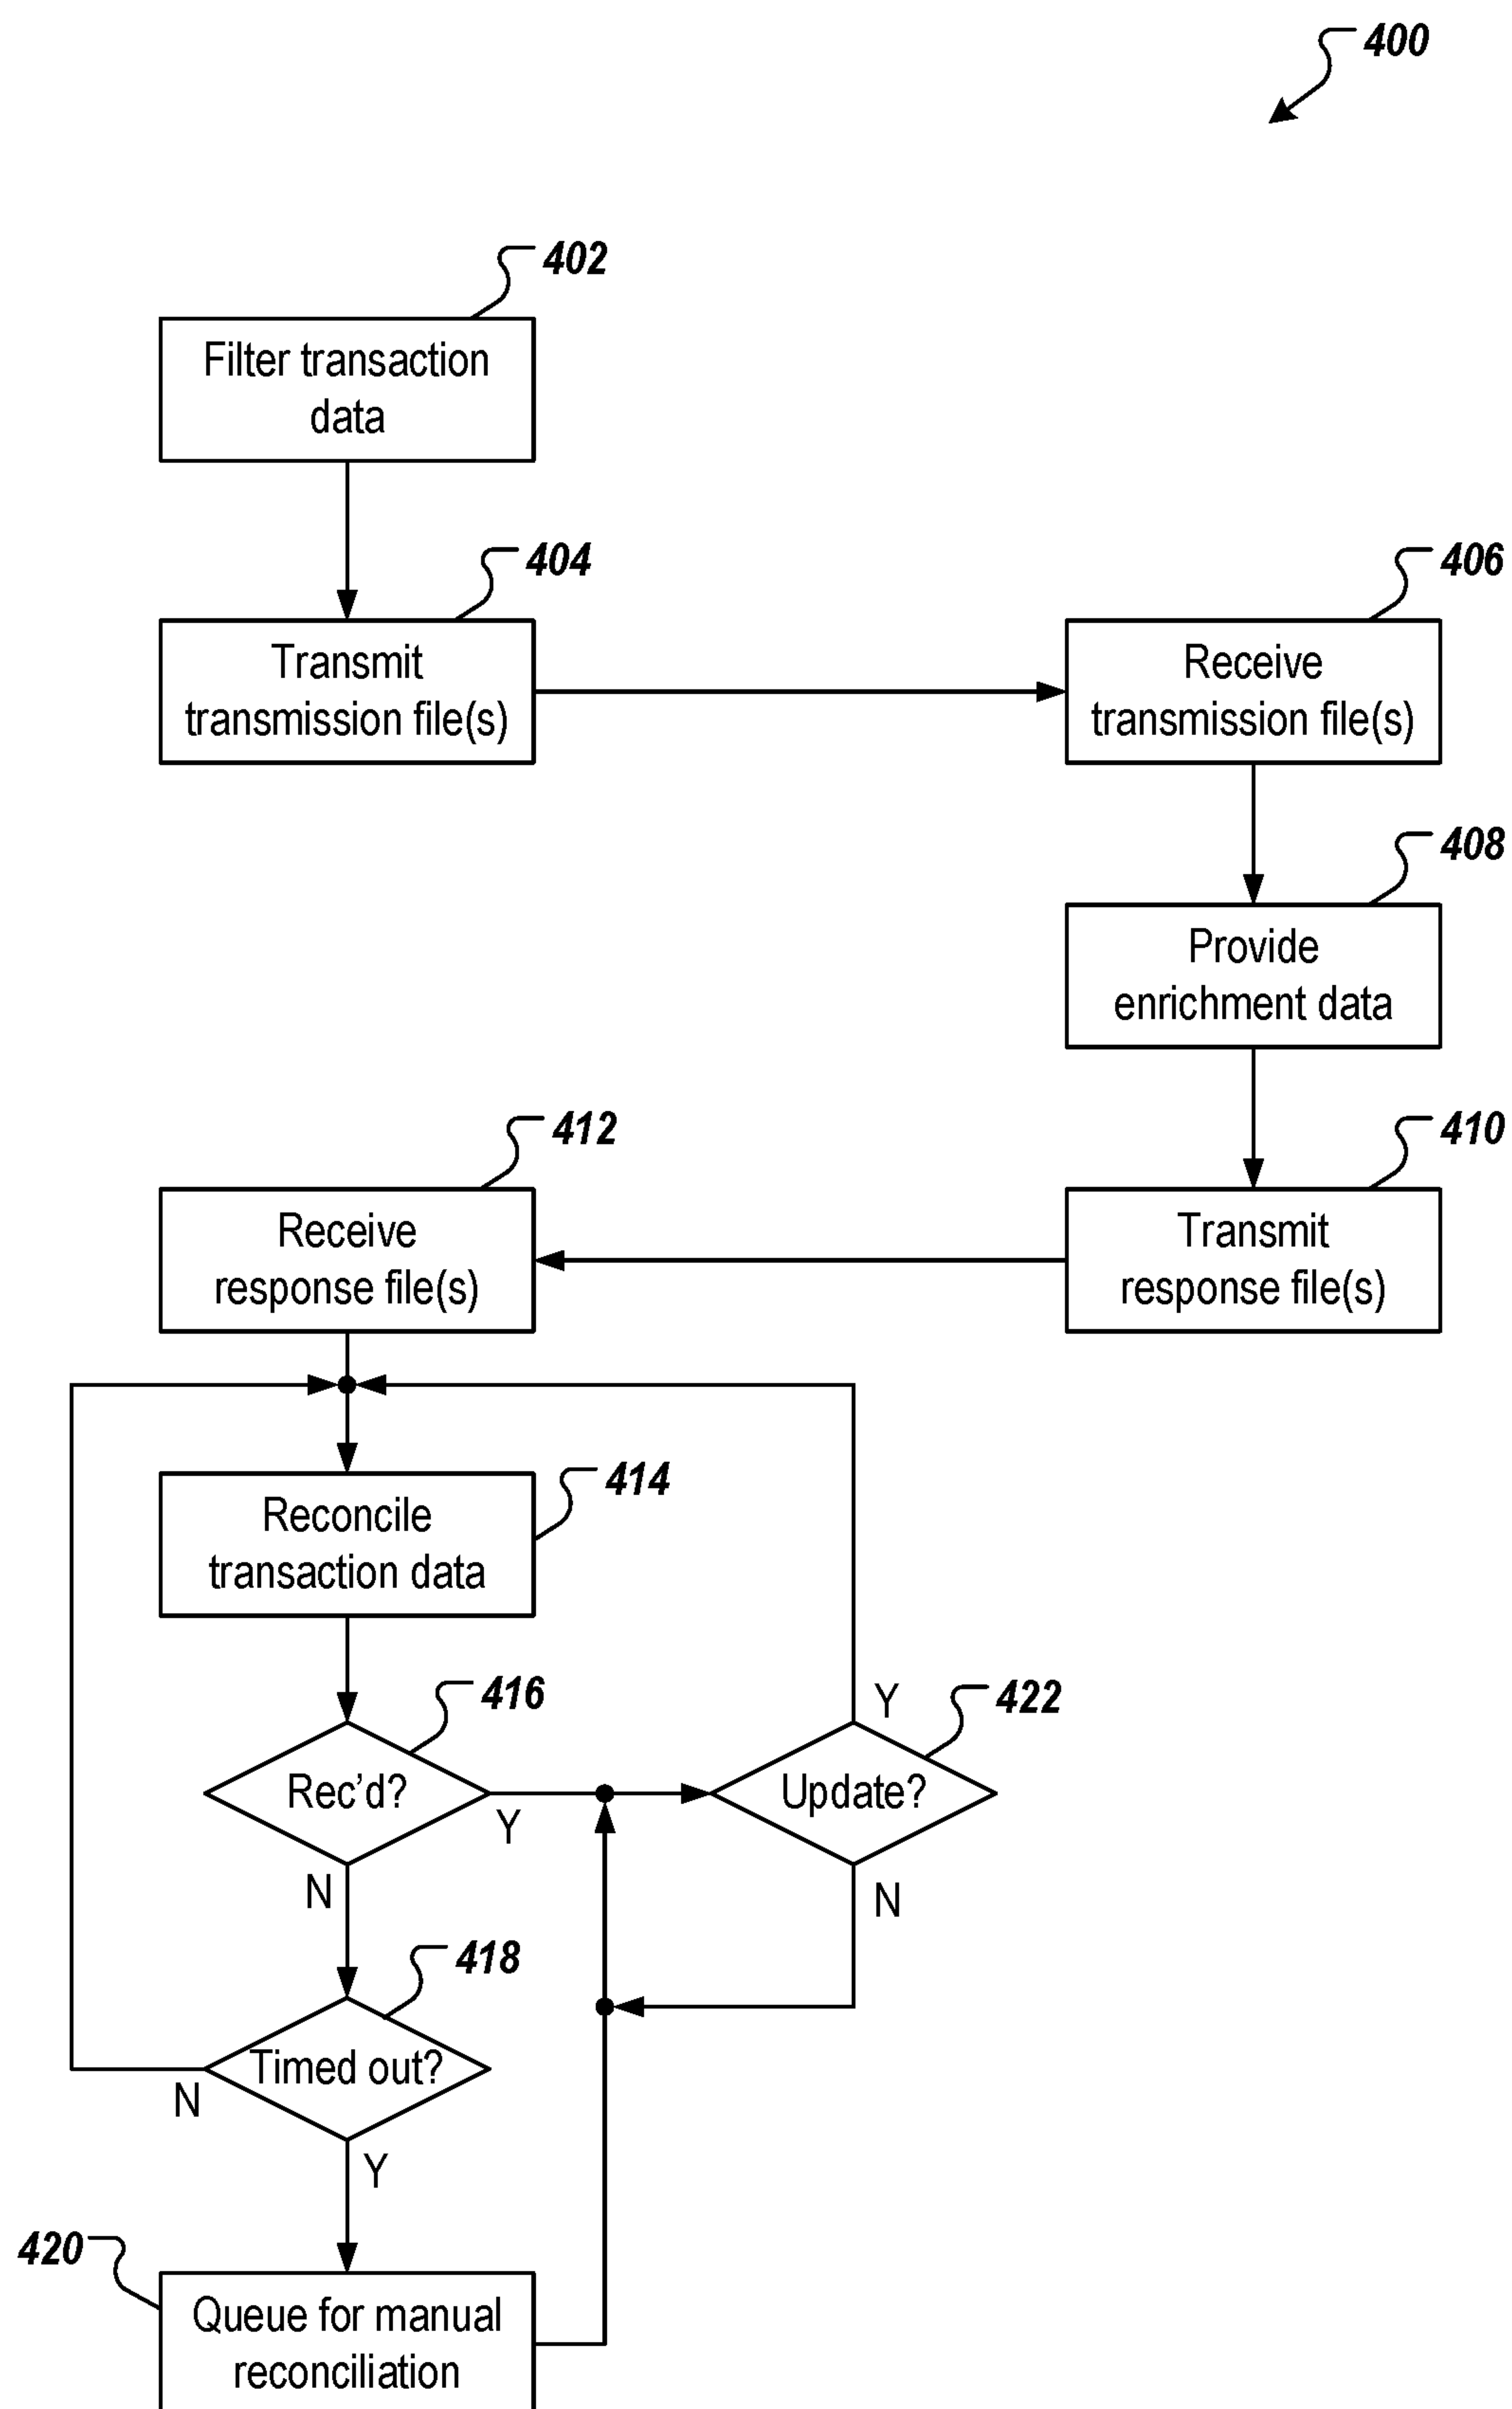 400
402
Filter transaction
data
404
Transmit
transmission file(s)
406
Receive
transmission file(s)
408
Provide
enrichment data
410
Transmit
response file(s)
412
Receive
response file(s)
414
Reconcile
transaction data
416
Rec’d?
Y
N
422
Update?
Y
N
418
Timed out?
N
Y
420
Queue for manual
reconciliation